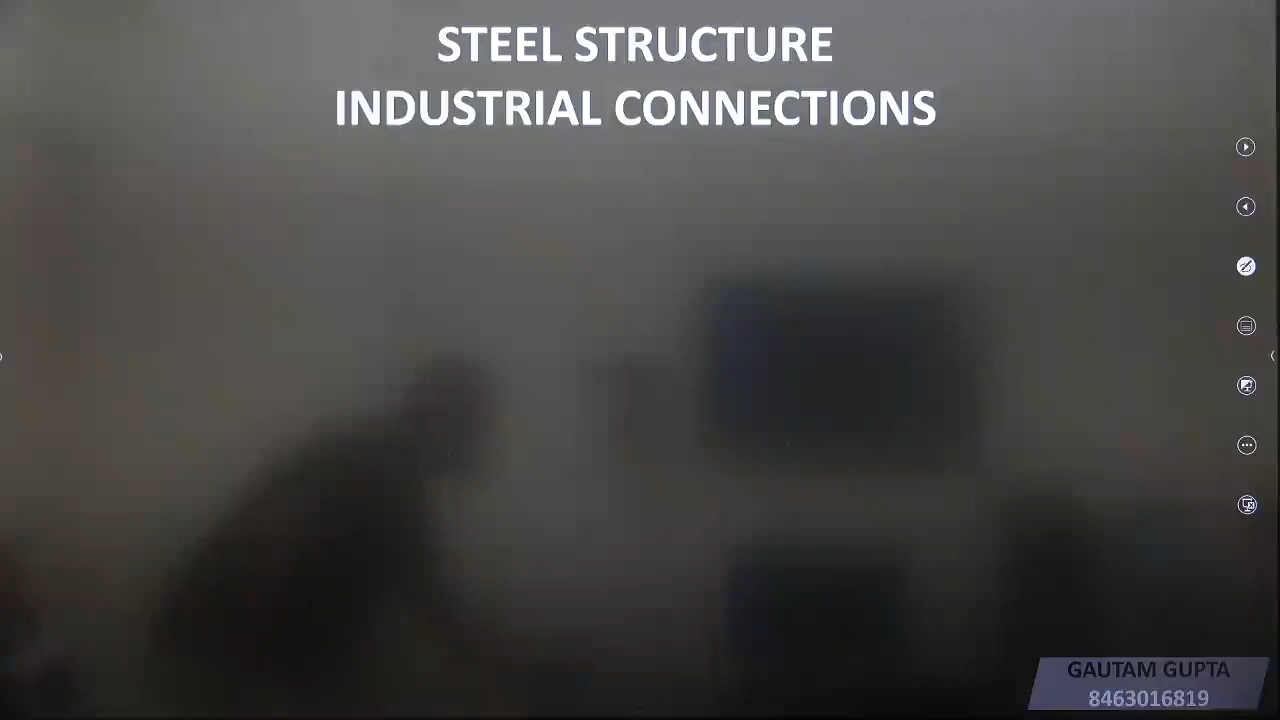 STEEL STRUCTURE
INDUSTRIAL CONNECTIONS
GAUTAM GUPTA
8463016819